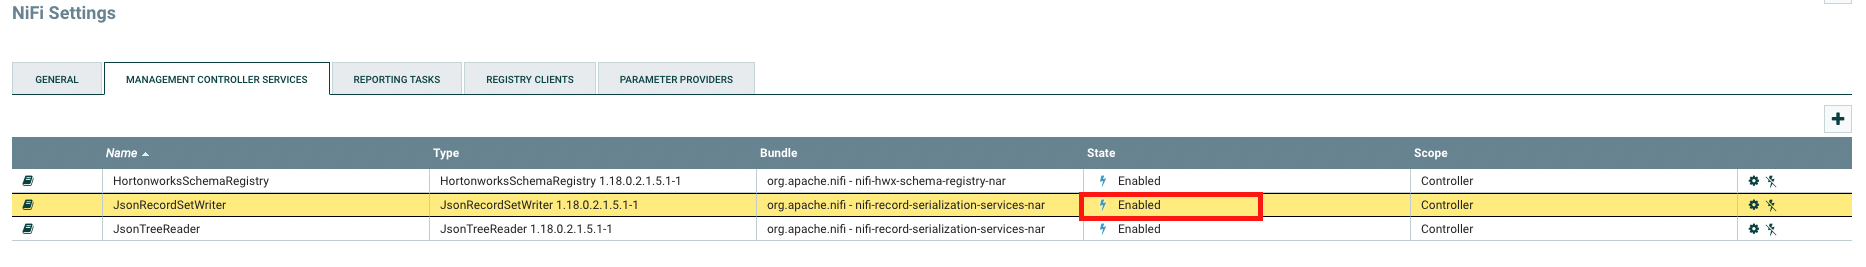 NiFi Settings
GENERAL MANAGEMENT CONTROLLER SERVICES REPORTING TASKS REGISTRY CLIENTS PARAMETER PROVIDERS
Name Type Bundle State Scope
HortonworksSchemaRegistry HortonworksSchemaRegistry 1.18.0.2.1.5.1-1 org.apache.nifi - nifi-hwx-schema-registry-nar Enabled Controller
JsonRecordSetWriter JsonRecordSetWriter 1.18.0.2.1.5.1-1 org.apache.nifi - nifi-record-serialization-services-nar Enabled Controller
JsonTreeReader JsonTreeReader 1.18.0.2.1.5.1-1 org.apache.nifi - nifi-record-serialization-services-nar Enabled Controller